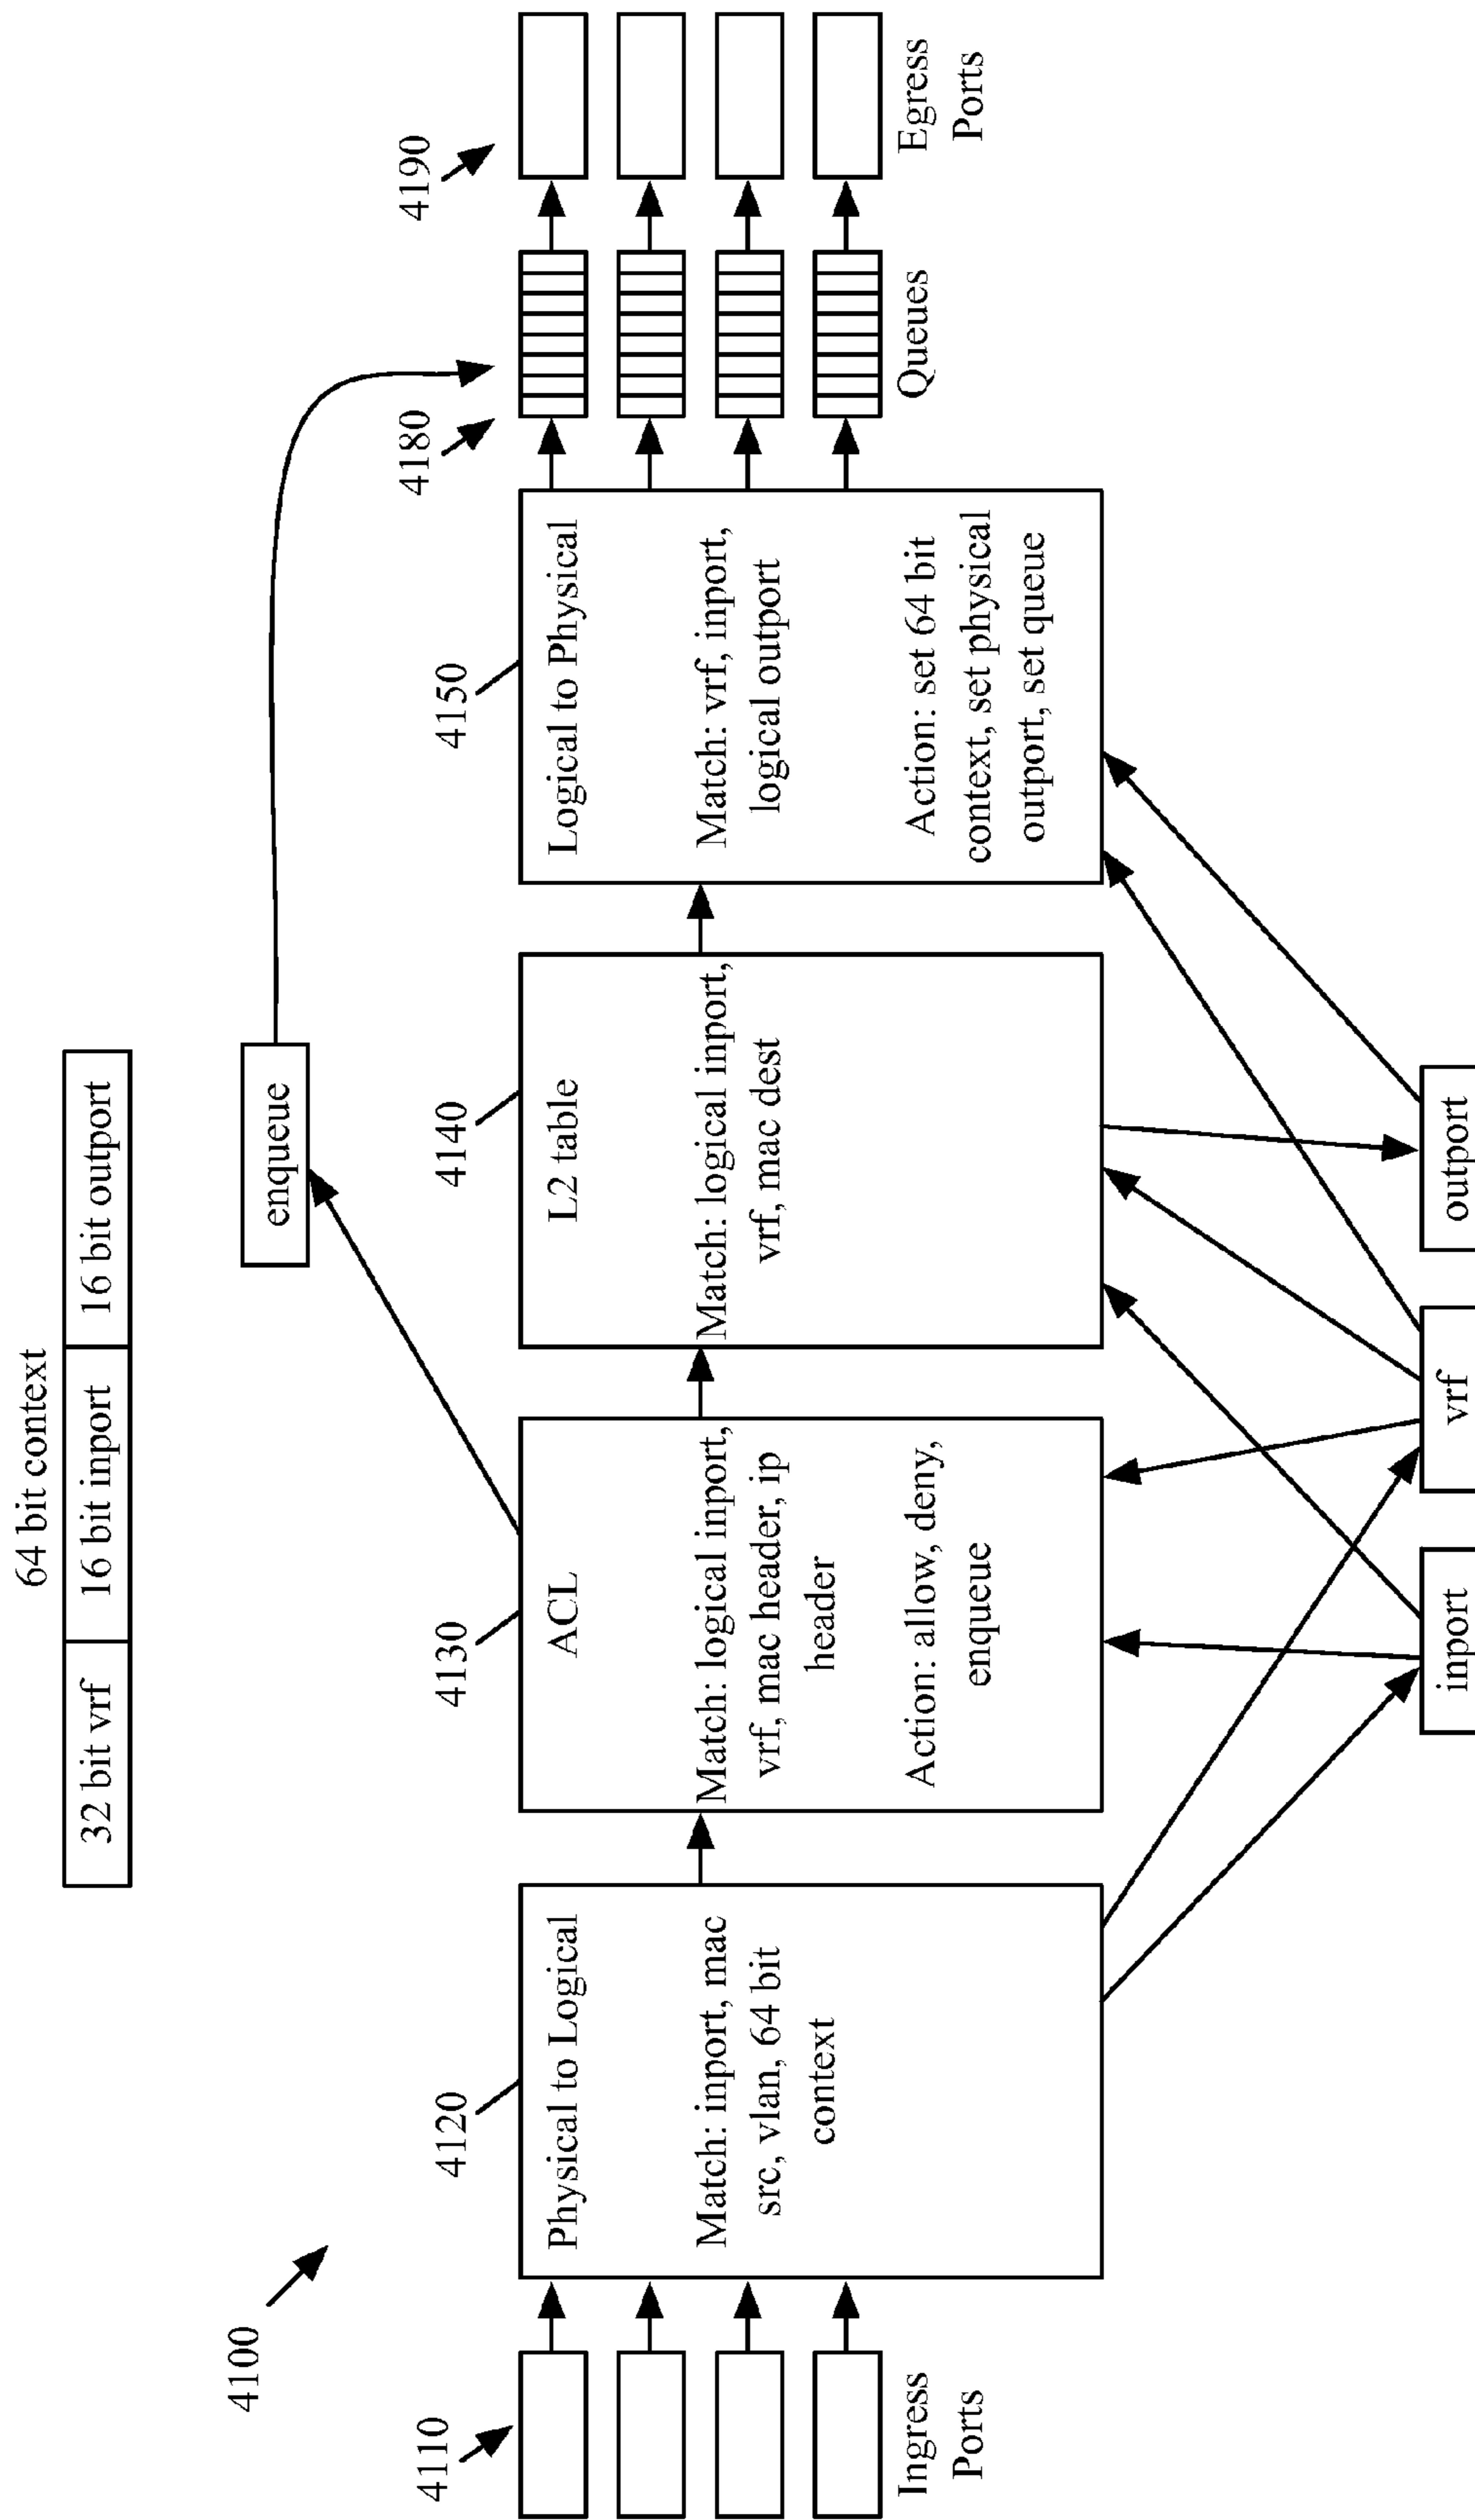 64 bit context
32 bit vrf
16 bit inport
16 bit outport
4100
enqueue
4110
4120
4130
4140
4150
4180
4190
Ingress
Ports
Physical to Logical
Match: inport, mac
src, vlan, 64 bit
context
ACL
Match: logical inport,
vrf, mac header, ip
header
Action: allow, deny,
enqueue
L2 table
Match: logical inport,
vrf, mac dest
Logical to Physical
Match: vrf, inport,
logical outport
Action: set 64 bit
context, set physical
outport, set queue
Queues
Egress
Ports
inport
vrf
outport